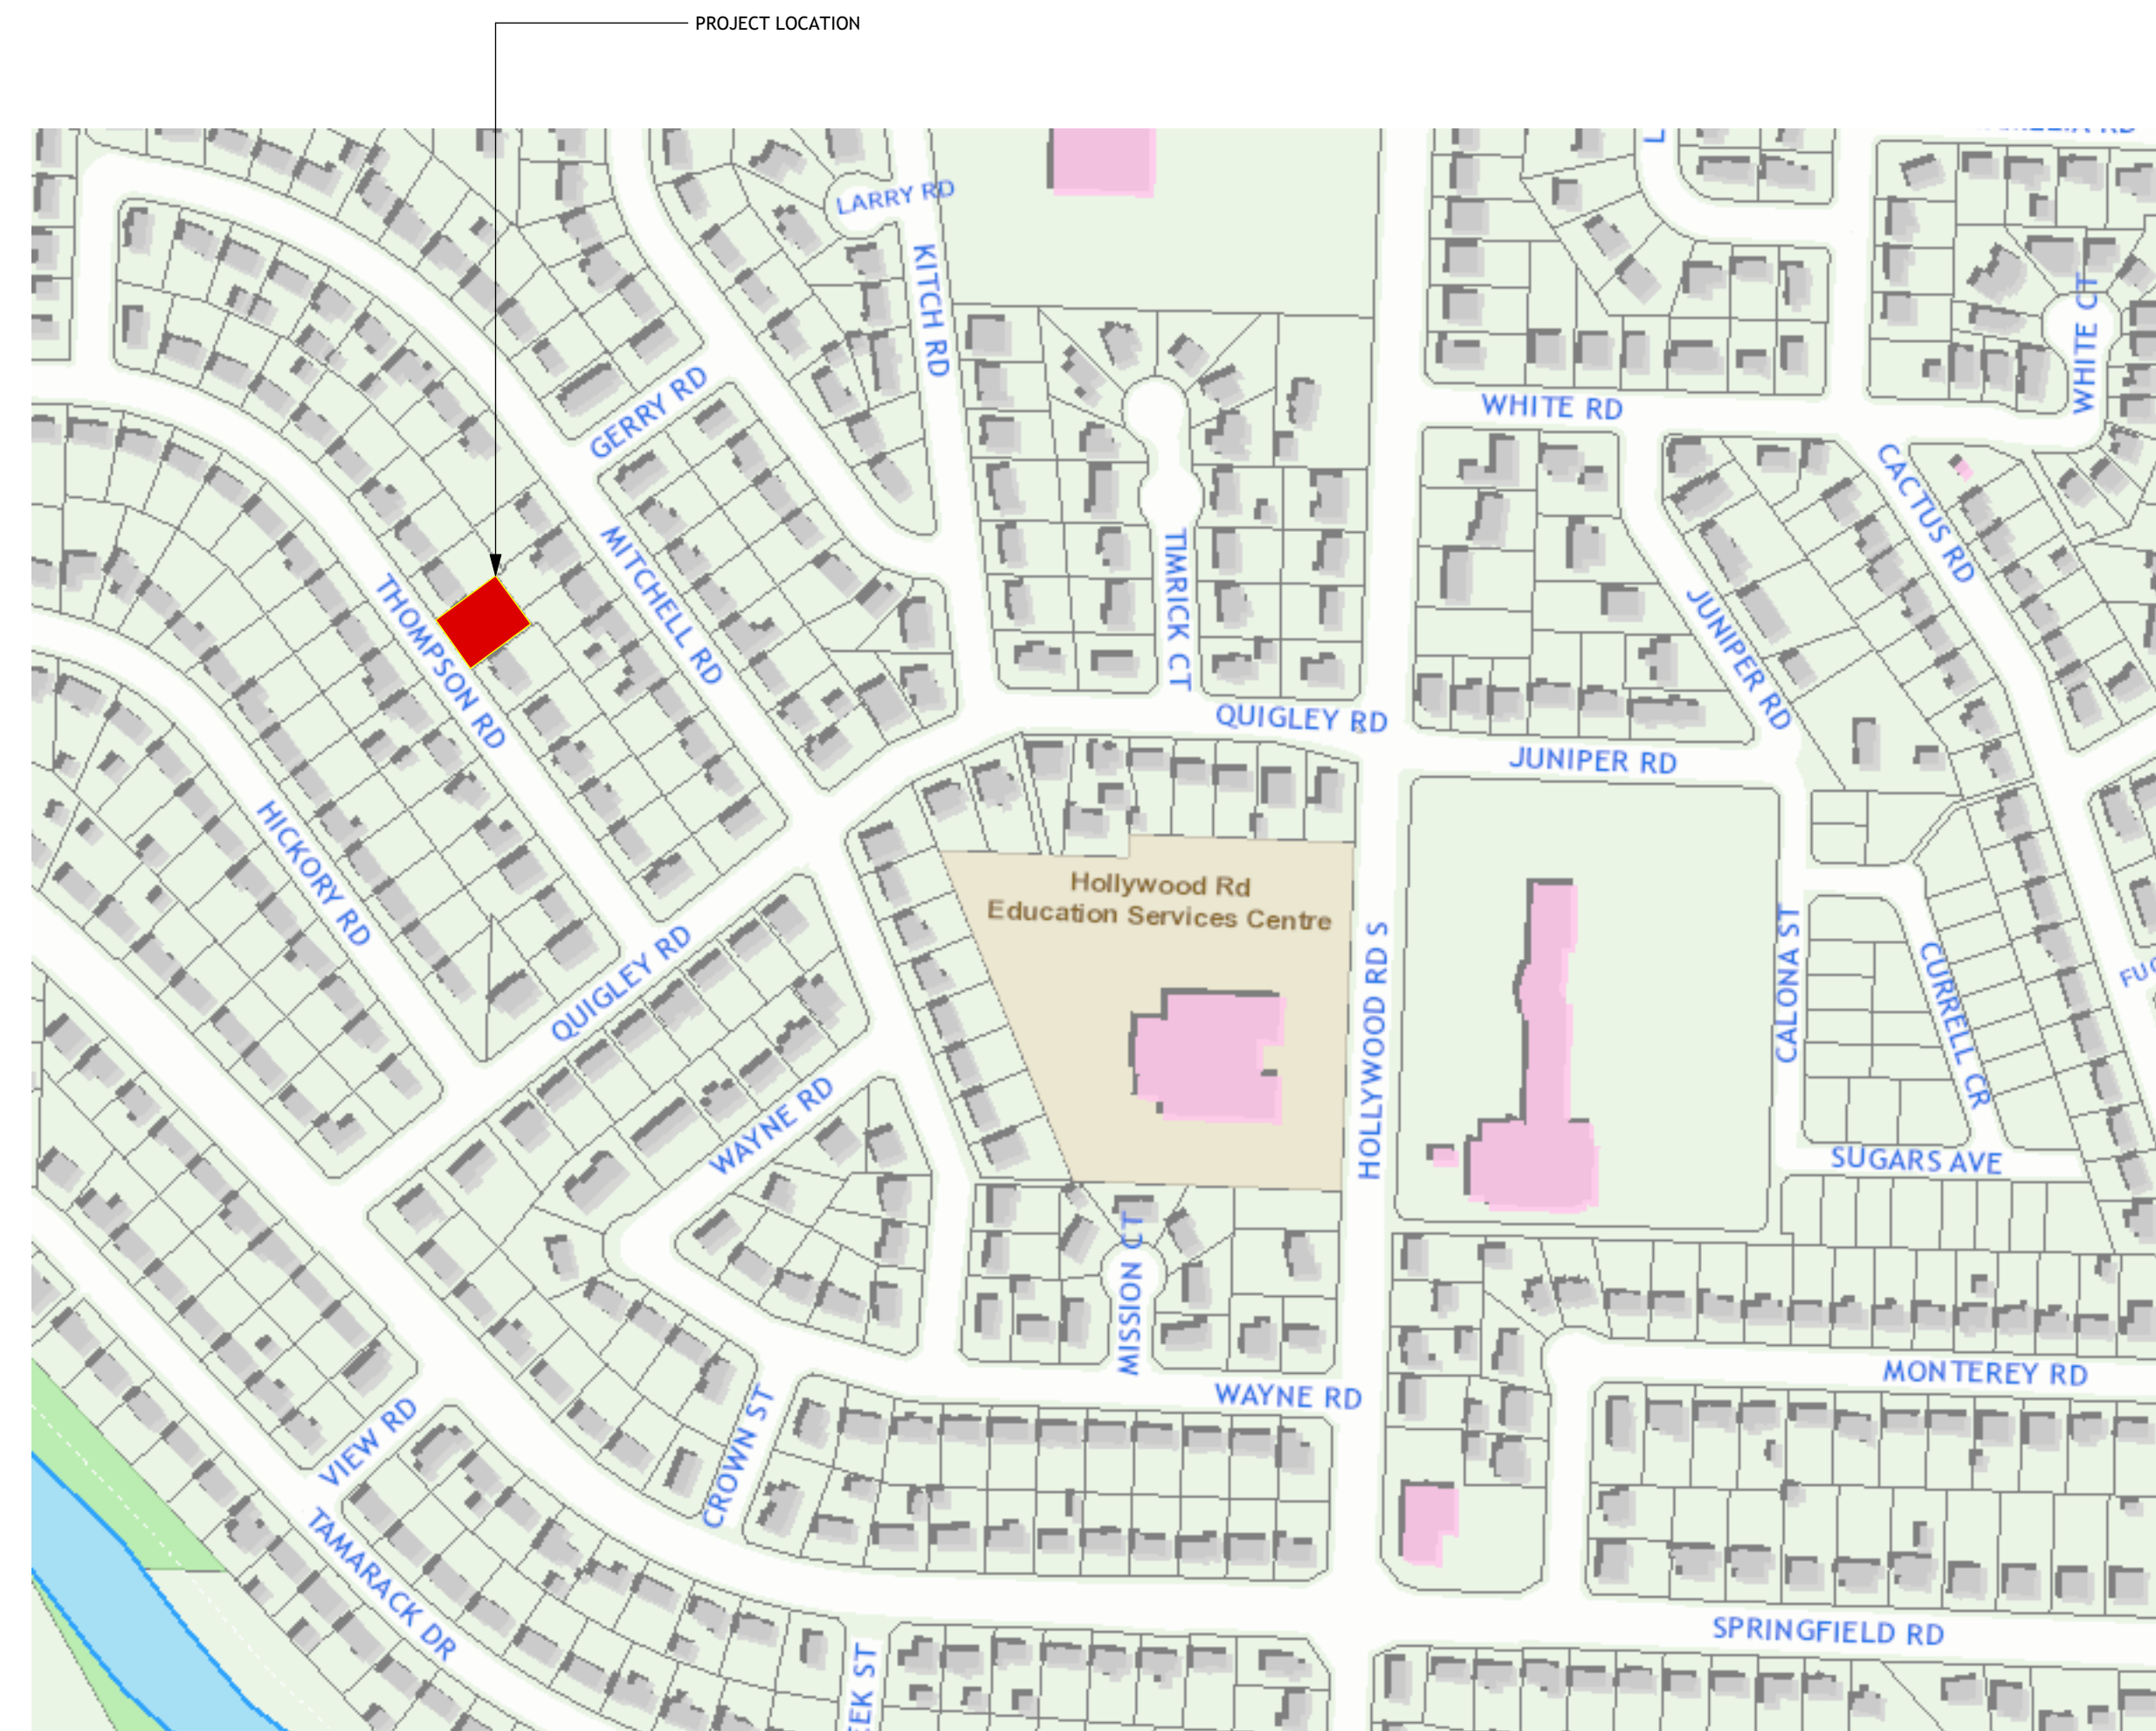 PROJECT LOCATION
LARRY RD
KITCH RD
WHITE CT
GERRY RD
WHITE RD
CACTUS RD
MITCHELL RD
TIMRICK CT
THOMPSON RD
JUNIPER RD
QUIGLEY RD
JUNIPER RD
HICKORY RD
Hollywood Rd
Education Services Centre
QUIGLEY RD
HOLLYWOOD RD S
CALONA ST
CURRELL CR
WAYNE RD
SUGARS AVE
MISSION CT
MONTEREY RD
WAYNE RD
VIEW RD
CROWN ST
TAMARACK DR
SPRINGFIELD RD
EEK ST